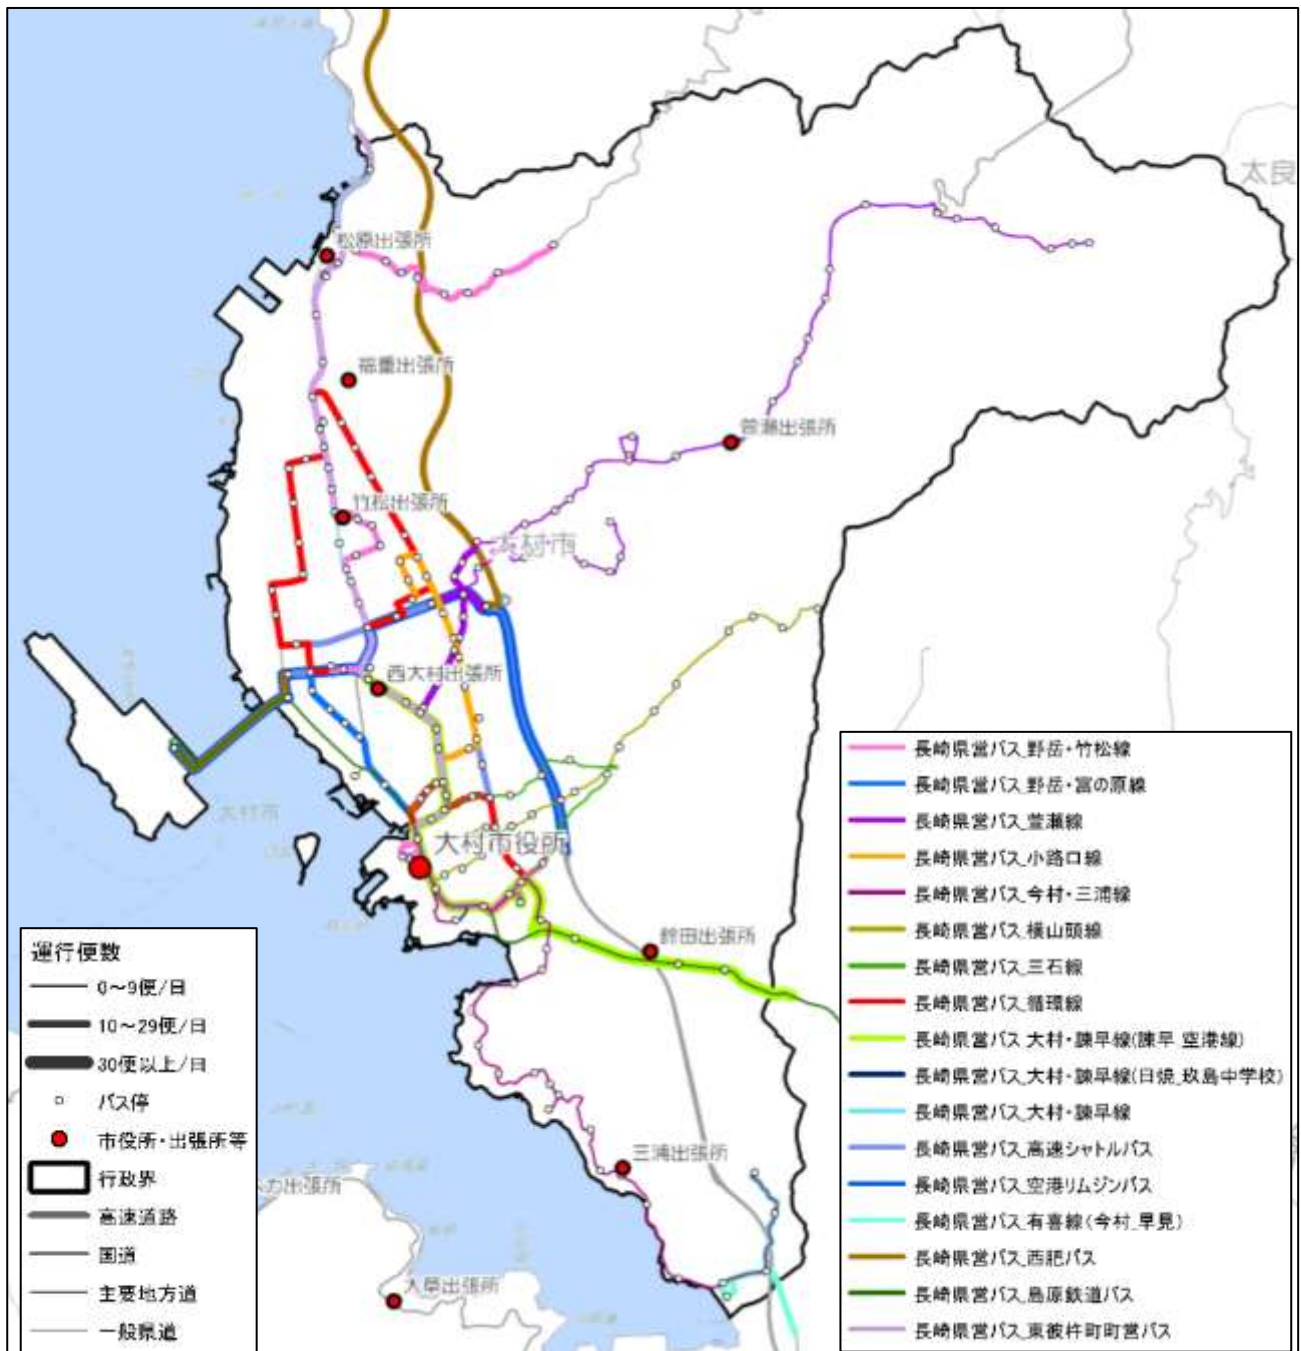 太良
松原出張所
福重出張所
萱瀬出張所
竹松出張所
大村市
西大村出張所
大村市
大村市役所
鈴田出張所
三浦出張所
出張所
大草出張所
運行便数
0～9便/日
10～29便/日
30便以上/日
バス停
市役所・出張所等
行政界
高速道路
国道
主要地方道
一般県道
長崎県営バス_野岳・竹松線
長崎県営バス_野岳・富の原線
長崎県営バス_萱瀬線
長崎県営バス_小路口線
長崎県営バス_今村・三浦線
長崎県営バス_横山頭線
長崎県営バス_三石線
長崎県営バス_循環線
長崎県営バス_大村・諫早線(諫早_空港線)
長崎県営バス_大村・諫早線(日焼_玖島中学校)
長崎県営バス_大村・諫早線
長崎県営バス_高速シャトルバス
長崎県営バス_空港リムジンバス
長崎県営バス_有喜線(今村_早見)
長崎県営バス_西肥バス
長崎県営バス_島原鉄道バス
長崎県営バス_東彼杵町町営バス